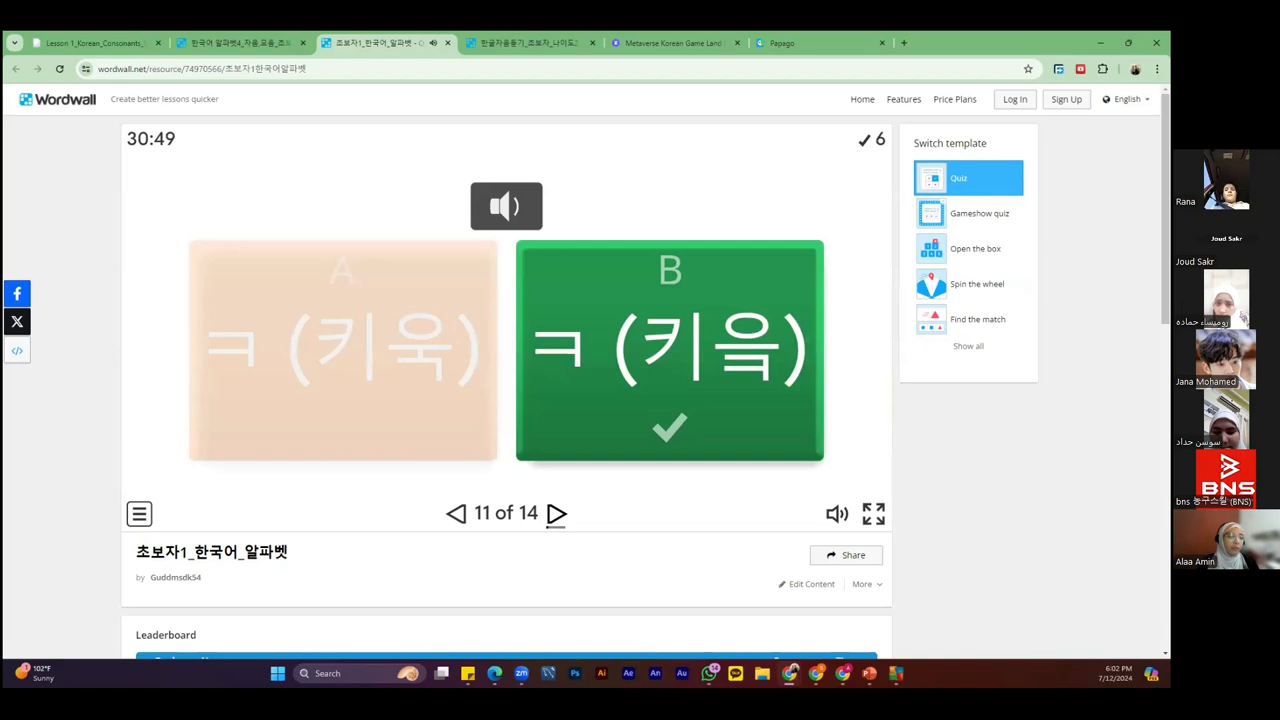 Lesson 1_Korean_Consonants_
한국어 알파벳4_자음,모음_초보
초보자1_한국어_알파벳 - Q
한글자음듣기_초보자_나이도2
Metaverse Korean Game Land
Papago
wordwall.net/resource/74970566/초보자1한국어알파벳
Wordwall
Create better lessons quicker
Home
Features
Price Plans
Log In
Sign Up
English
30:49
6
Switch template
Quiz
Gameshow quiz
Open the box
Spin the wheel
Find the match
Show all
A
ㅋ (키욱)
B
ㅋ (키읔)
11 of 14
초보자1_한국어_알파벳
by Guddmsdk54
Share
Edit Content
More
Leaderboard
Rana
Joud Sakr
Joud Sakr
روميساء حماده
Jana Mohamed
سوسن حداد
BNS
bns 농구스킬 (BNS)
Alaa Amin
102°F
Sunny
Search
6:02 PM
7/12/2024